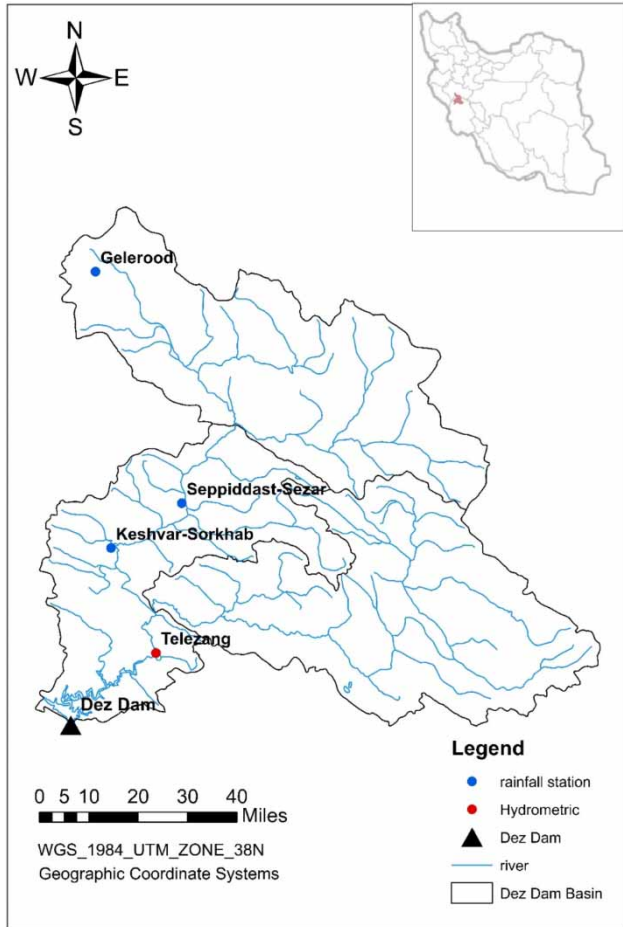 N
W E
S
Gelerood
Seppiddast-Sezar
Keshvar-Sorkhab
Telezang
Dez Dam
Legend
rainfall station
Hydrometric
Dez Dam
river
Dez Dam Basin
0 5 10 20 30 40
Miles
WGS_1984_UTM_ZONE_38N
Geographic Coordinate Systems